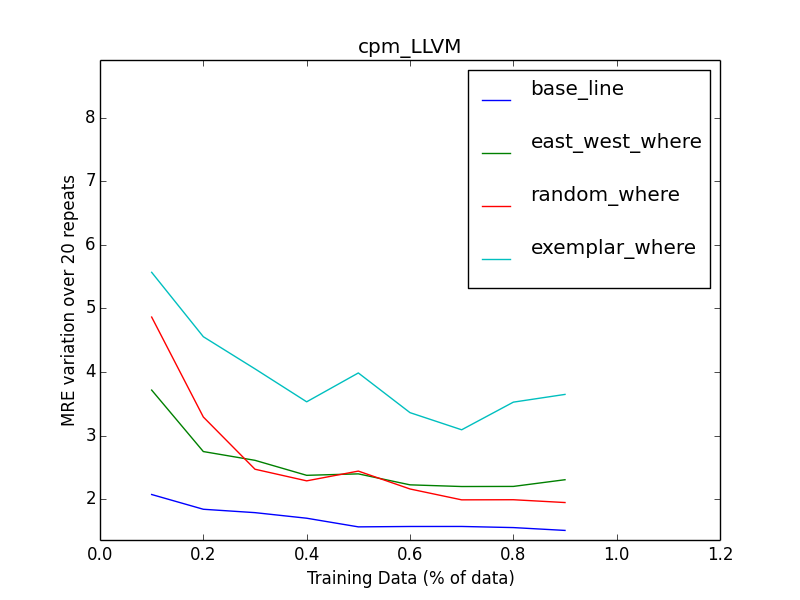 cpm_LLVM
base_line
east_west_where
random_where
exemplar_where
MRE variation over 20 repeats
8
7
6
5
4
3
2
0.0 0.2 0.4 0.6 0.8 1.0 1.2
Training Data (% of data)